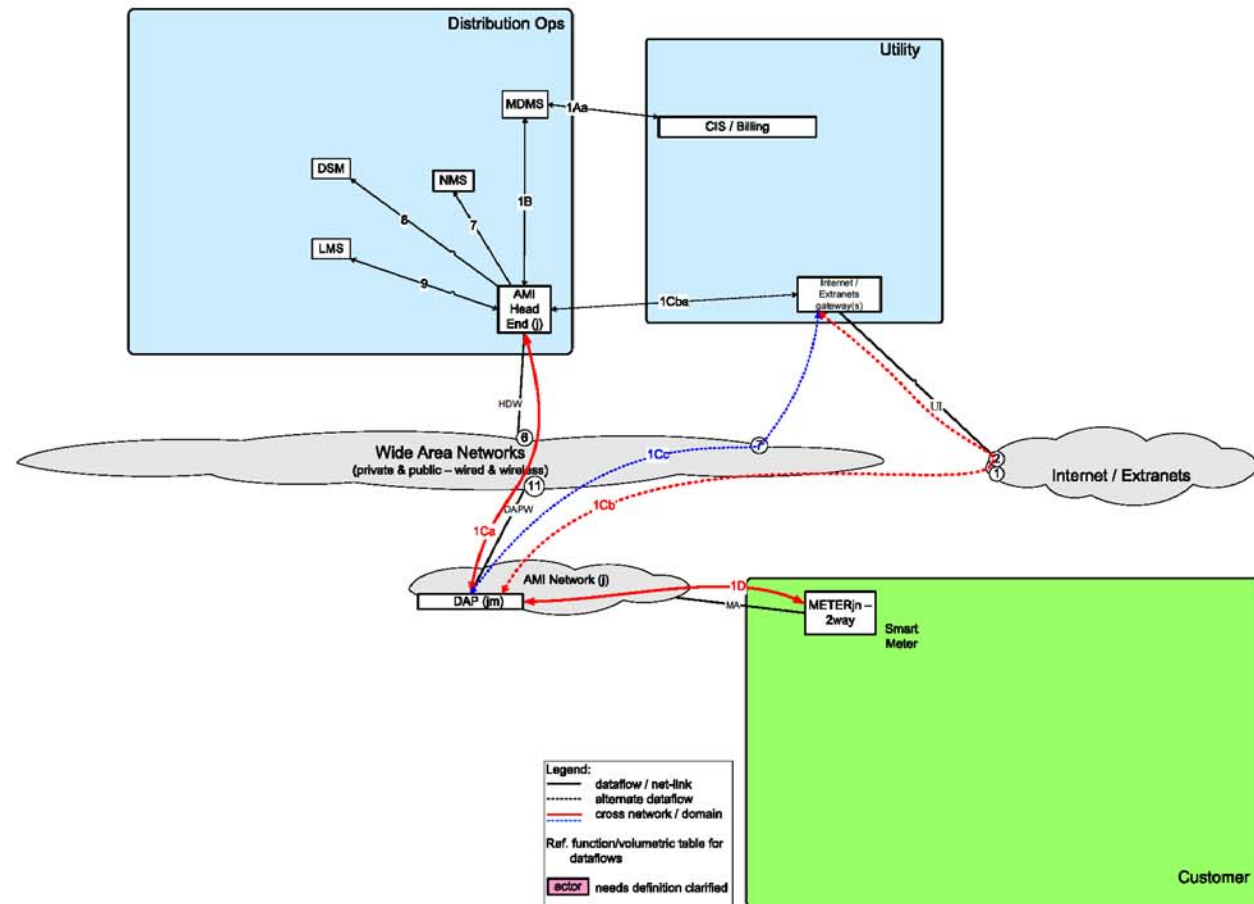 Distribution Ops
Utility
MDMS
1Aa
CIS / Billing
DSM
NMS
8
7
1B
LMS
9
AMI
Head
End (j)
1Cba
Internet /
Extranets
gateway(s)
HDW
UI
6
7
Wide Area Networks
(private & public – wired & wireless)
1Cc
2
1
Internet / Extranets
11
DAPW
1Ca
1Cb
AMI Network (j)
DAP (jm)
1D
MA
METERjn –
2way
Smart
Meter
Legend:
dataflow / net-link
alternate dataflow
cross network / domain
Ref. function/volumetric table for
dataflows
actor needs definition clarified
Customer